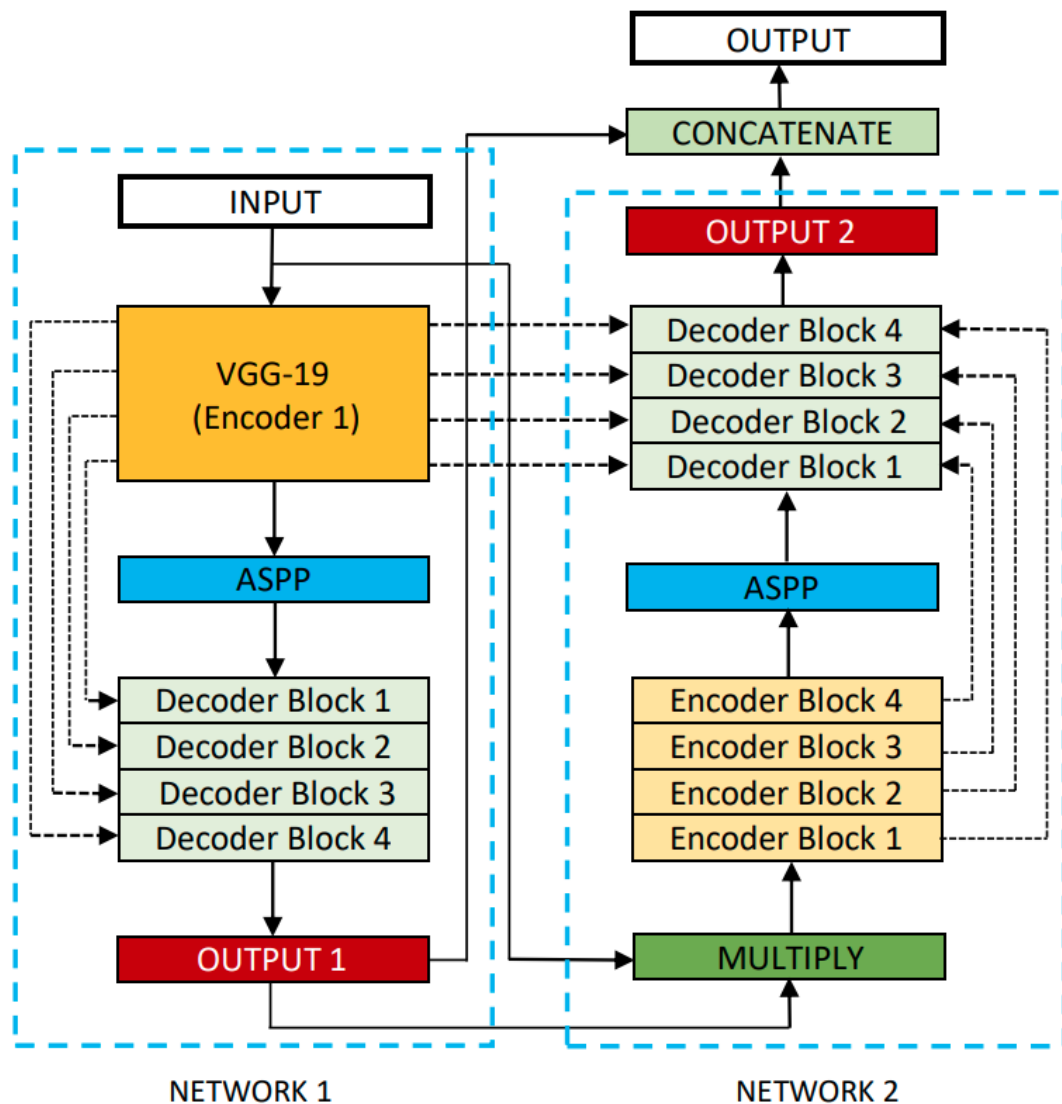 OUTPUT
CONCATENATE
INPUT
OUTPUT 2
VGG-19
(Encoder 1)
Decoder Block 4
Decoder Block 3
Decoder Block 2
Decoder Block 1
ASPP
ASPP
Decoder Block 1
Decoder Block 2
Decoder Block 3
Decoder Block 4
Encoder Block 4
Encoder Block 3
Encoder Block 2
Encoder Block 1
OUTPUT 1
MULTIPLY
NETWORK 1
NETWORK 2